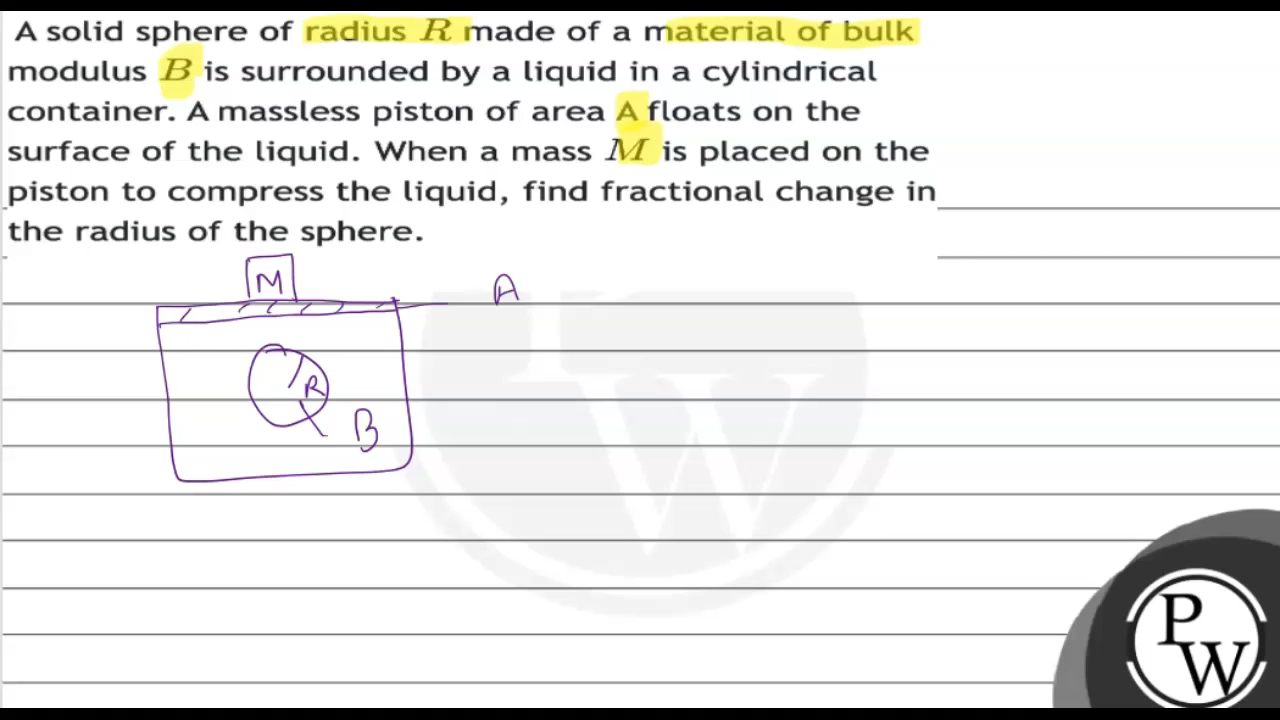 A solid sphere of radius R made of a material of bulk
modulus B is surrounded by a liquid in a cylindrical
container. A massless piston of area A floats on the
surface of the liquid. When a mass M is placed on the
piston to compress the liquid, find fractional change in
the radius of the sphere.
M
A
R
B
P
W
P
W